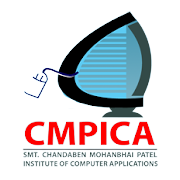 CMPICA
SMT. CHANDABEN MOHANBHAI PATEL
INSTITUTE OF COMPUTER APPLICATIONS